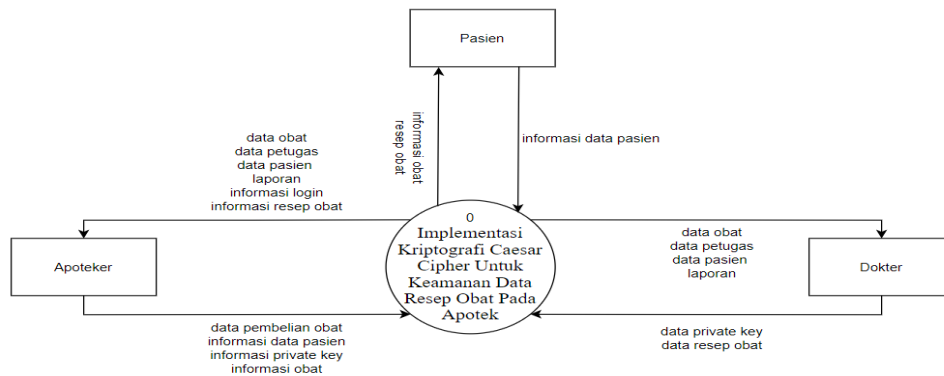 Pasien
informasi obat
resep obat
informasi data pasien
data obat
data petugas
data pasien
laporan
informasi login
informasi resep obat
0
Implementasi
Kriptografi Caesar
Cipher Untuk
Keamanan Data
Resep Obat Pada
Apotek
data obat
data petugas
data pasien
laporan
Apoteker
Dokter
data pembelian obat
informasi data pasien
informasi private key
informasi obat
data private key
data resep obat